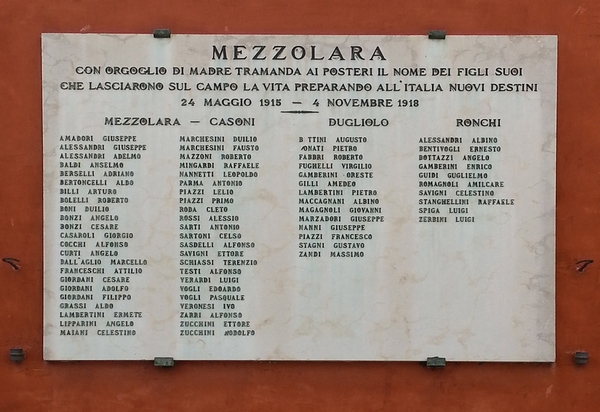 MEZZOLARA
CON ORGOGLIO DI MADRE TRAMANDA AI POSTERI IL NOME DEI FIGLI SUOI
CHE LASCIARONO SUL CAMPO LA VITA PREPARANDO ALL'ITALIA NUOVI DESTINI
24 MAGGIO 1915 — 4 NOVEMBRE 1918
MEZZOLARA — CASONI
AMADORI GIUSEPPE
ALESSANDRI GIUSEPPE
ALESSANDRI ADELMO
BALDI ANSELMO
BERSELLI ADRIANO
BERTONCELLI ALDO
BILLI ARTURO
BOLELLI ROBERTO
BONI DUILIO
BONZI ANGELO
BONZI CESARE
CASAROLI GIORGIO
COCCHI ALFONSO
CURTI ANGELO
DALL'AGLIO MARCELLO
FRANCESCHI ATTILIO
GIORDANI CESARE
GIORDANI ADOLFO
GIORDANI FILIPPO
GRASSI ALDO
LAMBERTINI ERMETE
LIPPARINI ANGELO
MAIANI CELESTINO
MARCHESINI DUILIO
MARCHESINI FAUSTO
MAZZONI ROBERTO
MINGARDI RAFFAELE
NANNETTI LEOPOLDO
PARMA ANTONIO
PIAZZI LELIO
PIAZZI PRIMO
RODA CLETO
ROSSI ALESSIO
SARTI ANTONIO
SARTONI CELSO
SASDELLI ALFONSO
SAVIGNI ETTORE
SCHIASSI TERENZIO
TESTI ALFONSO
VERARDI LUIGI
VOGLI EDOARDO
VOGLI PASQUALE
VERONESI IVO
ZARRI ALFONSO
ZUCCHINI ETTORE
ZUCCHINI RODOLFO
DUGLIOLO
B TTINI AUGUSTO
ONATI PIETRO
FABBRI ROBERTO
FUGHELLI VIRGILIO
GAMBERINI ORESTE
GILLI AMEDEO
LAMBERTINI PIETRO
MACCAGNANI ALBINO
MAGAGNOLI GIOVANNI
MARZADORI GIUSEPPE
NANNI GIUSEPPE
PIAZZI FRANCESCO
STAGNI GUSTAVO
ZANDI MASSIMO
RONCHI
ALESSANDRI ALBINO
BENTIVOGLI ERNESTO
BOTTAZZI ANGELO
GAMBERINI ENRICO
GUIDI GUGLIELMO
ROMAGNOLI AMILCARE
SAVIGNI CELESTINO
STANGHELLINI RAFFAELE
SPIGA LUIGI
ZERBINI LUIGI